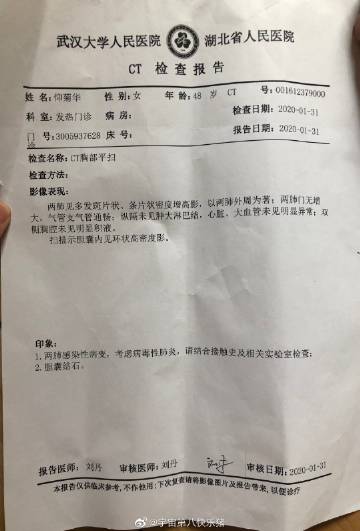 武汉大学人民医院 湖北省人民医院
CT 检查报告
姓 名:仰菊华 性 别:女 年 龄:48 岁 CT 号:001612379000
科 室:发热门诊 病 房: 检查日期:2020-01-31
门诊号:3005937628 床 号: 报告日期:2020-01-31
检查名称:CT胸部平扫
检查方法:
影像表现:
两肺见多发斑片状、条片状密度增高影,以两肺外周为著;两肺门无增
大,气管支气管通畅;纵隔未见肿大淋巴结,心脏、大血管未见明显异常;双
侧胸腔未见明显积液。
扫描示胆囊内见环状高密度影。
印象:
1.两肺感染性病变,考虑病毒性肺炎,请结合接触史及相关实验室检查;
2.胆囊结石。
报告医师:刘丹 审核医师:刘丹 审核日期:2020-01-31
本报告仅供临床参考,不作他用;下次复查请将影像图片及报告带来,以便诊疗
@宇宙第八快乐猪